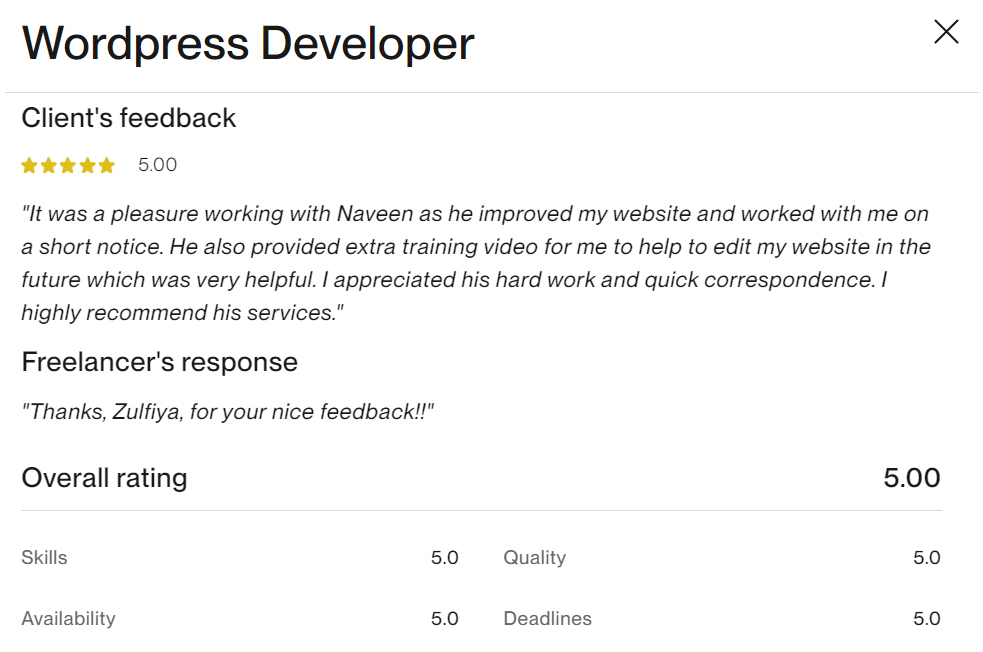 Wordpress Developer
Client's feedback
5.00
"It was a pleasure working with Naveen as he improved my website and worked with me on
a short notice. He also provided extra training video for me to help to edit my website in the
future which was very helpful. I appreciated his hard work and quick correspondence. I
highly recommend his services."
Freelancer's response
"Thanks, Zulfiya, for your nice feedback!!"
Overall rating 5.00
Skills 5.0 Quality 5.0
Availability 5.0 Deadlines 5.0